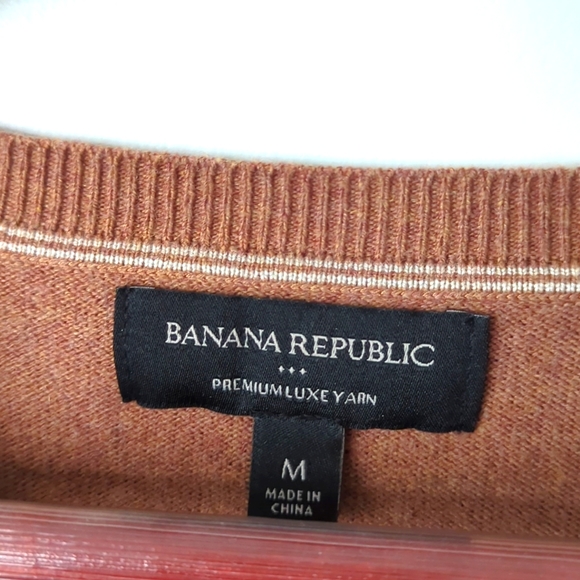 BANANA REPUBLIC
PREMIUM LUXE YARN
M
MADE IN
CHINA